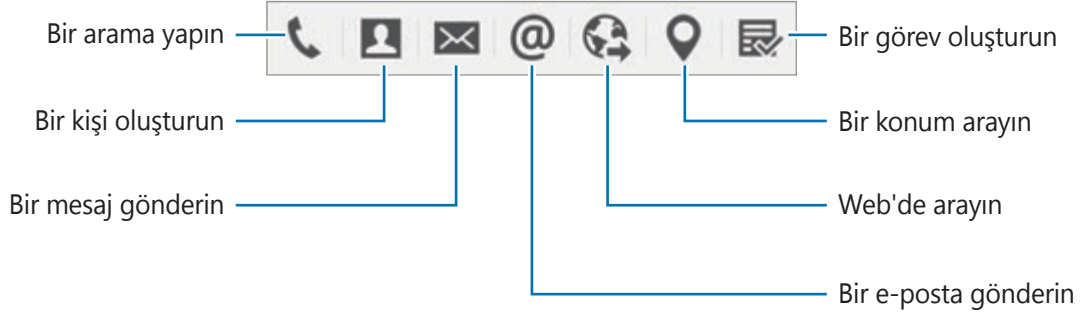 Bir arama yapın
Bir kişi oluşturun
Bir mesaj gönderin
@
Bir görev oluşturun
Bir konum arayın
Web'de arayın
Bir e-posta gönderin